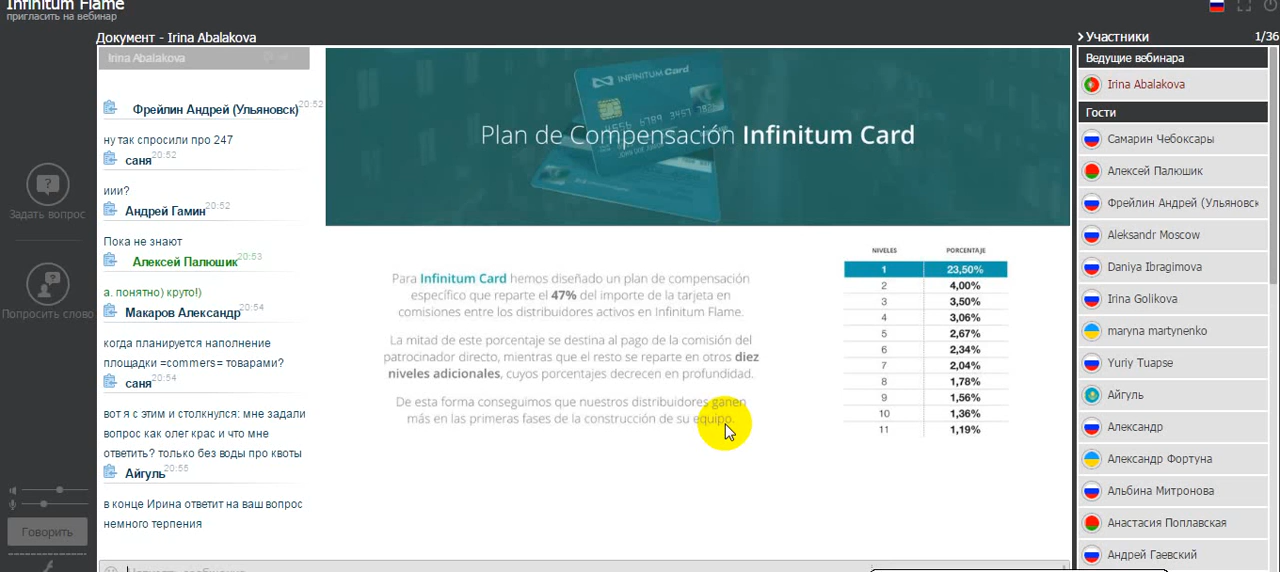 Infinitum Flame
пригласить на вебинар
Документ - Irina Abalakova
Irina Abalakova
Фрейлин Андрей (Ульяновск) 20:52
ну так спросили про 247
саня 20:52
иии?
Андрей Гамин 20:52
Пока не знают
Алексей Палюшик 20:53
а. понятно) круто!)
Макаров Александр 20:54
когда планируется наполнение
площадки =commers= товарами?
саня 20:54
вот я с этим и столкнулся: мне задали
вопрос как олег крас и что мне
ответить? только без воды про квоты
Айгуль 20:55
в конце Ирина ответит на ваш вопрос
немного терпения
Задать вопрос
Попросить слово
Говорить
INFINITUM Card
Plan de Compensación Infinitum Card
Para Infinitum Card hemos diseñado un plan de compensación
específico que reparte el 47% del importe de la tarjeta en
comisiones entre los distribuidores activos en Infinitum Flame.
La mitad de este porcentaje se destina al pago de la comisión del
patrocinador directo, mientras que el resto se reparte en otros diez
niveles adicionales, cuyos porcentajes decrecen en profundidad.
De esta forma conseguimos que nuestros distribuidores ganen
más en las primeras fases de la construcción de su equipo.
NIVELES PORCENTAJE
1 23,50%
2 4,00%
3 3,50%
4 3,06%
5 2,67%
6 2,34%
7 2,04%
8 1,78%
9 1,56%
10 1,36%
11 1,19%
Участники 1/36
Ведущие вебинара
Irina Abalakova
Гости
Самарин Чебоксары
Алексей Палюшик
Фрейлин Андрей (Ульяновск
Aleksandr Moscow
Daniya Ibragimova
Irina Golikova
maryna martynenko
Yuriy Tuapse
Айгуль
Александр
Александр Фортуна
Альбина Митронова
Анастасия Поплавская
Андрей Гаевский